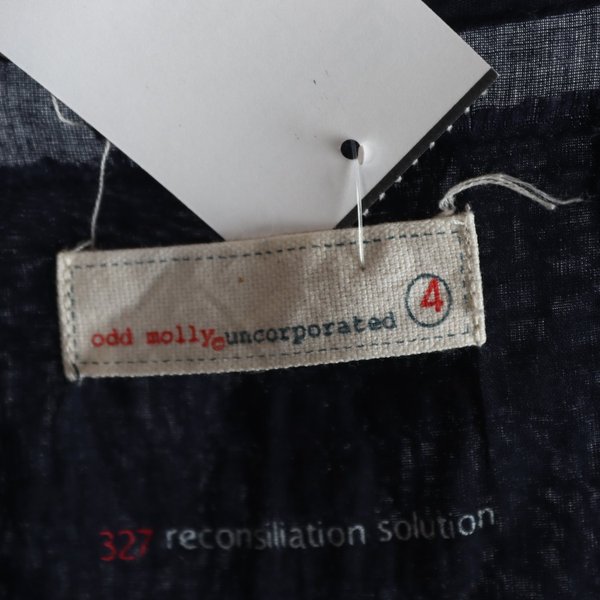 4
odd molly©uncorporated
327 reconsiliation solution